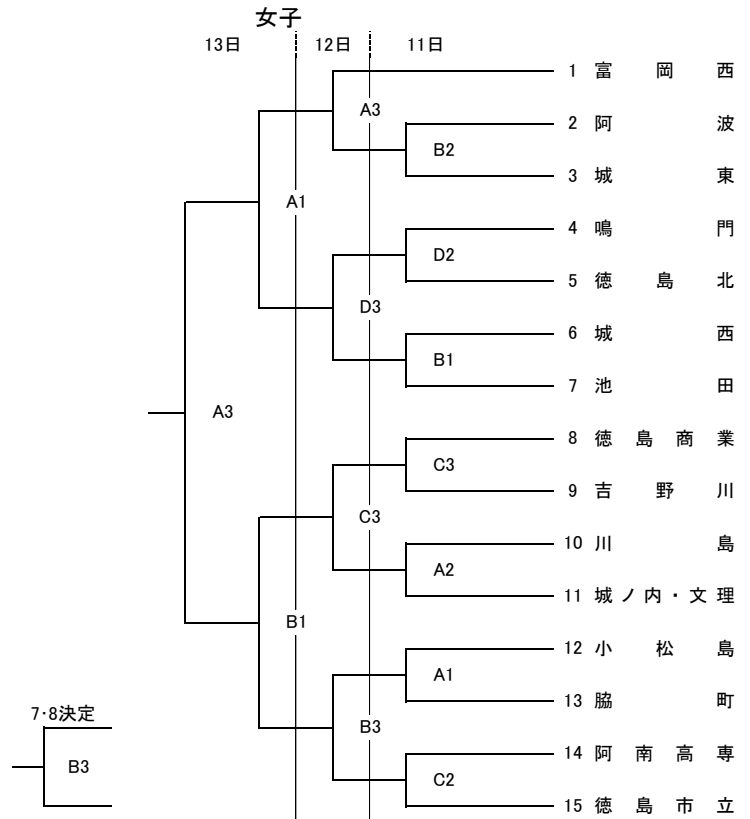 女子
13日 12日 11日
1 富岡西
A3
2 阿波
B2
3 城東
A1
4 鳴門
D2
5 徳島北
D3
6 城西
B1
7 池田
A3
8 徳島商業
C3
9 吉野川
C3
10 川島
A2
11 城ノ内・文理
B1
12 小松島
A1
13 脇町
7・8決定
B3
14 阿南高専
B3
C2
15 徳島市立